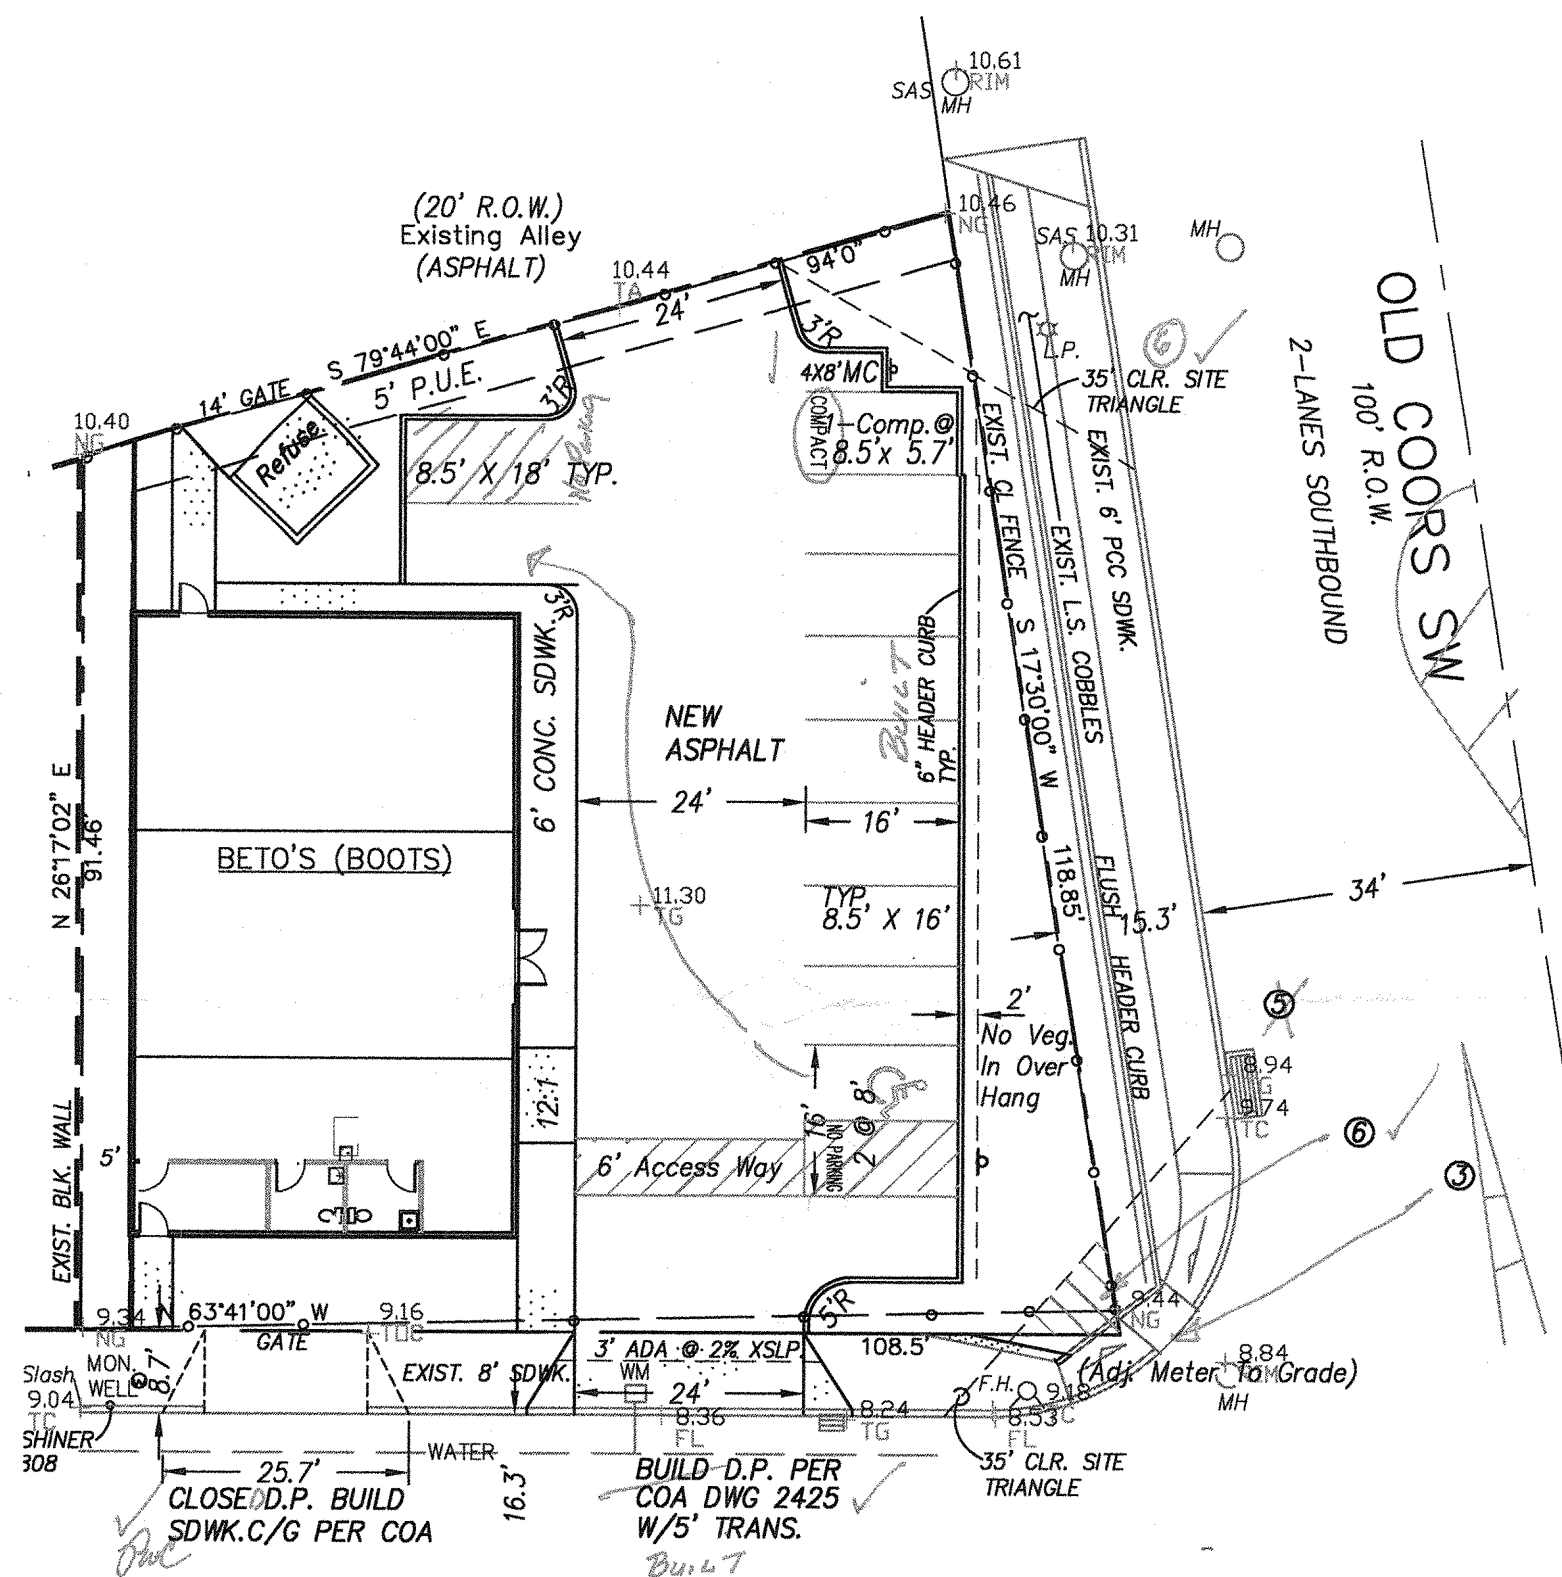 10.61
RIM
SAS
MH
(20' R.O.W.)
Existing Alley
(ASPHALT)
10.46
NG
SAS 10.31
RIM
MH
MH
10.44
TA
94'0"
24'
S 79°44'00" E
14' GATE
5' P.U.E.
3'R
3'R
10.40
NG
Refuse
No Parking
8.5' X 18' TYP.
4X8' MC
COMPACT
1-Comp.@
8.5'x 5.7'
L.P.
6
35' CLR. SITE
TRIANGLE
OLD COORS SW
100' R.O.W.
2-LANES SOUTHBOUND
EXIST. 6' PCC SDWK.
EXIST. L.S. COBBLES
EXIST. CL FENCE
S 17°30'00" W
118.85'
FLUSH HEADER CURB
3'R
6' CONC. SDWK.
NEW
ASPHALT
BUILT
6" HEADER CURB
TYP.
24'
16'
BETO'S (BOOTS)
N 26°17'02" E
91.46'
11.30
TG
TYP.
8.5' X 16'
15.3'
34'
2'
No Veg.
In Over
Hang
5
8.94
G
9.74
TC
6
3
12:1
16'
NO PARKING
2 @ 8'
6' Access Way
5'
EXIST. BLK. WALL
9.34
NG
N 63°41'00" W
GATE
9.16
TOC
5'R
9.44
NG
3' ADA @ 2% XSLP.
108.5'
MON.
WELL
8.7'
EXIST. 8' SDWK.
WM
24'
F.H.
(Adj. Meter To Grade)
8.84
RIM
MH
Slash
9.04
TC
SHINER
308
8.36
FL
8.24
TG
8.53
FL
9.18
TC
WATER
25.7'
16.3'
35' CLR. SITE
TRIANGLE
CLOSED D.P. BUILD
SDWK.C/G PER COA
BUILD D.P. PER
COA DWG 2425
W/5' TRANS.
BUILT